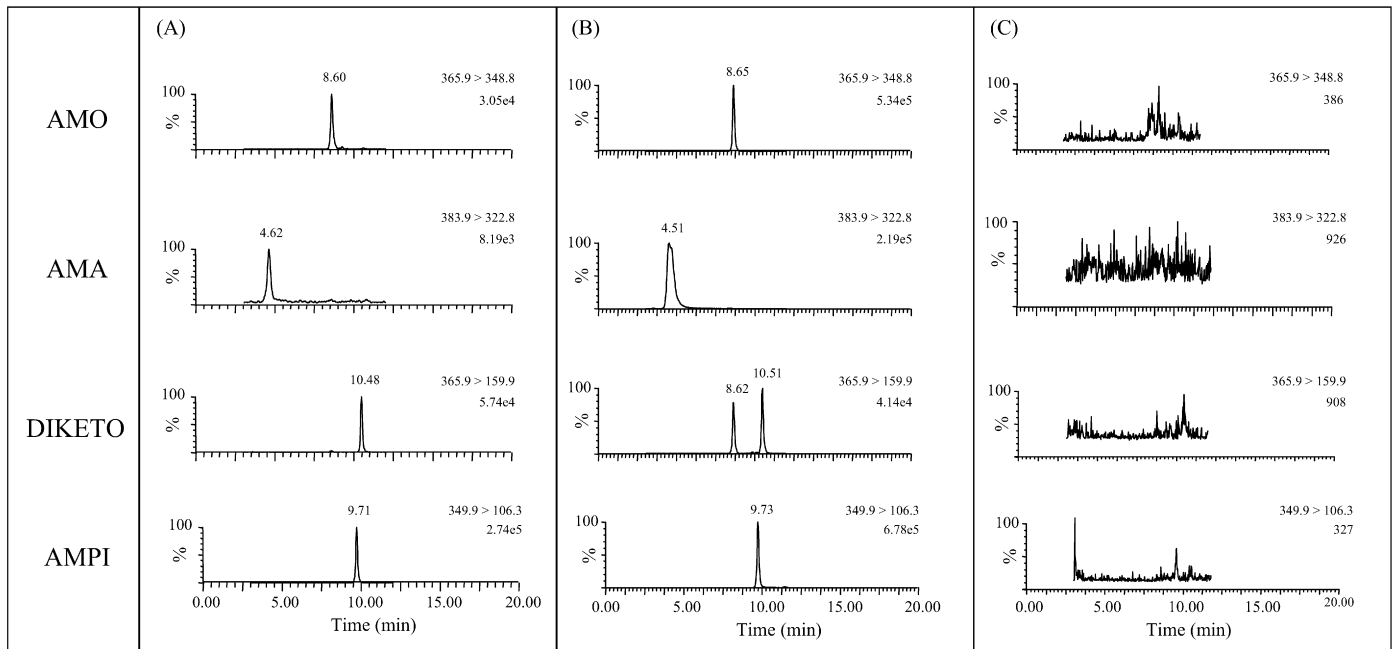 (A)
(B)
(C)
AMO
8.60
365.9 > 348.8
3.05e4
100
%
8.65
365.9 > 348.8
5.34e5
100
%
365.9 > 348.8
386
100
%
AMA
4.62
383.9 > 322.8
8.19e3
100
%
4.51
383.9 > 322.8
2.19e5
100
%
383.9 > 322.8
926
100
%
DIKETO
10.48
365.9 > 159.9
5.74e4
100
%
8.62
10.51
365.9 > 159.9
4.14e4
100
%
365.9 > 159.9
908
100
%
AMPI
9.71
349.9 > 106.3
2.74e5
100
%
0.00 5.00 10.00 15.00 20.00
Time (min)
9.73
349.9 > 106.3
6.78e5
100
%
0.00 5.00 10.00 15.00 20.00
Time (min)
349.9 > 106.3
327
100
%
0.00 5.00 10.00 15.00 20.00
Time (min)